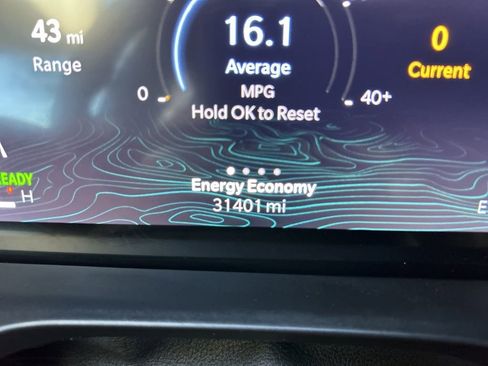 43 mi
Range
16.1
Average
MPG
Hold OK to Reset
0
40+
0
Current
READY
H
Energy Economy
31401 mi
E